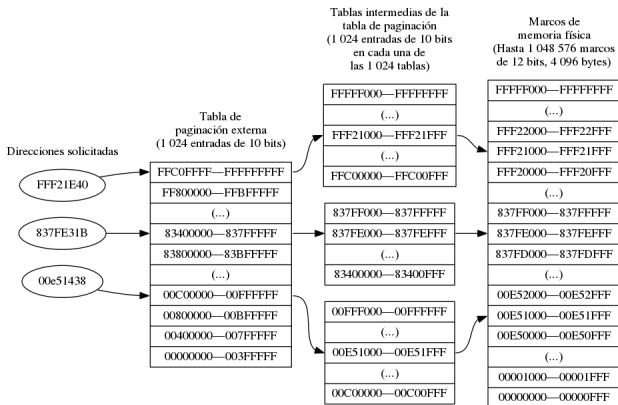 Direcciones solicitadas
FFF21E40
837FE31B
00e51438
Tabla de
paginación externa
(1 024 entradas de 10 bits)
FFC0FFFF—FFFFFFFFF
FF800000—FFBFFFFF
(...)
83400000—837FFFFF
83800000—83BFFFFF
(...)
00C00000—00FFFFFF
00800000—00BFFFFF
00400000—007FFFFF
00000000—003FFFFF
Tablas intermedias de la
tabla de paginación
(1 024 entradas de 10 bits
en cada una de
las 1 024 tablas)
FFFFF000—FFFFFFFF
(...)
FFF21000—FFF21FFF
(...)
FFC00000—FFC00FFF
837FF000—837FFFFF
837FE000—837FEFFF
(...)
83400000—83400FFF
00FFF000—00FFFFFF
(...)
00E51000—00E51FFF
(...)
00C00000—00C00FFF
Marcos de
memoria física
(Hasta 1 048 576 marcos
de 12 bits, 4 096 bytes)
FFFFF000—FFFFFFFF
(...)
FFF22000—FFF22FFF
FFF21000—FFF21FFF
FFF20000—FFF20FFF
(...)
837FF000—837FFFFF
837FE000—837FEFFF
837FD000—837FDFFF
(...)
00E52000—00E52FFF
00E51000—00E51FFF
00E50000—00E50FFF
(...)
00001000—00001FFF
00000000—00000FFF